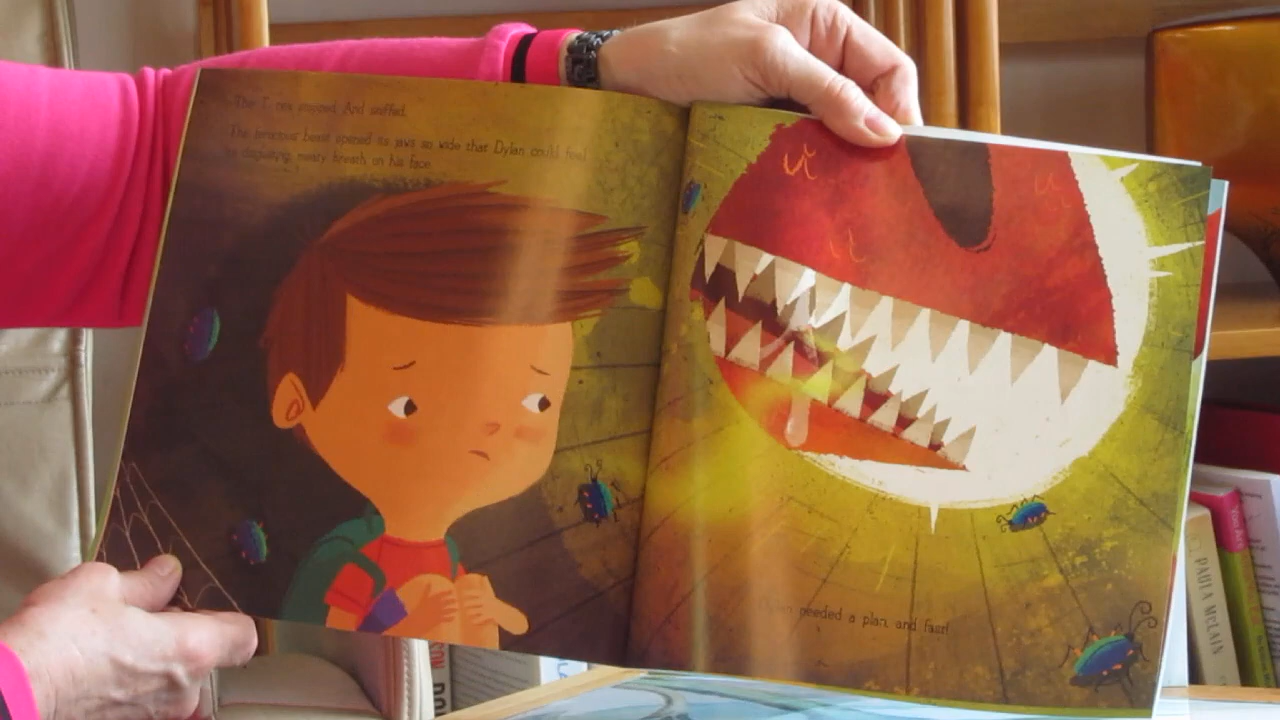 The T. rex snorted. And sniffed.
The ferocious beast opened its jaws so wide that Dylan could feel
its disgusting, meaty breath on his face.
Dylan needed a plan, and fast!
PAULA McLAIN